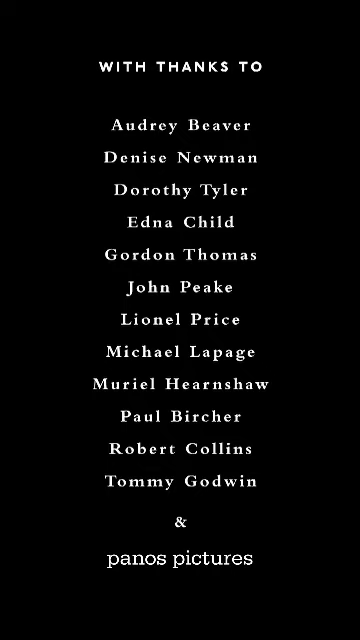 WITH THANKS TO
Audrey Beaver
Denise Newman
Dorothy Tyler
Edna Child
Gordon Thomas
John Peake
Lionel Price
Michael Lapage
Muriel Hearnshaw
Paul Bircher
Robert Collins
Tommy Godwin
&
panos pictures